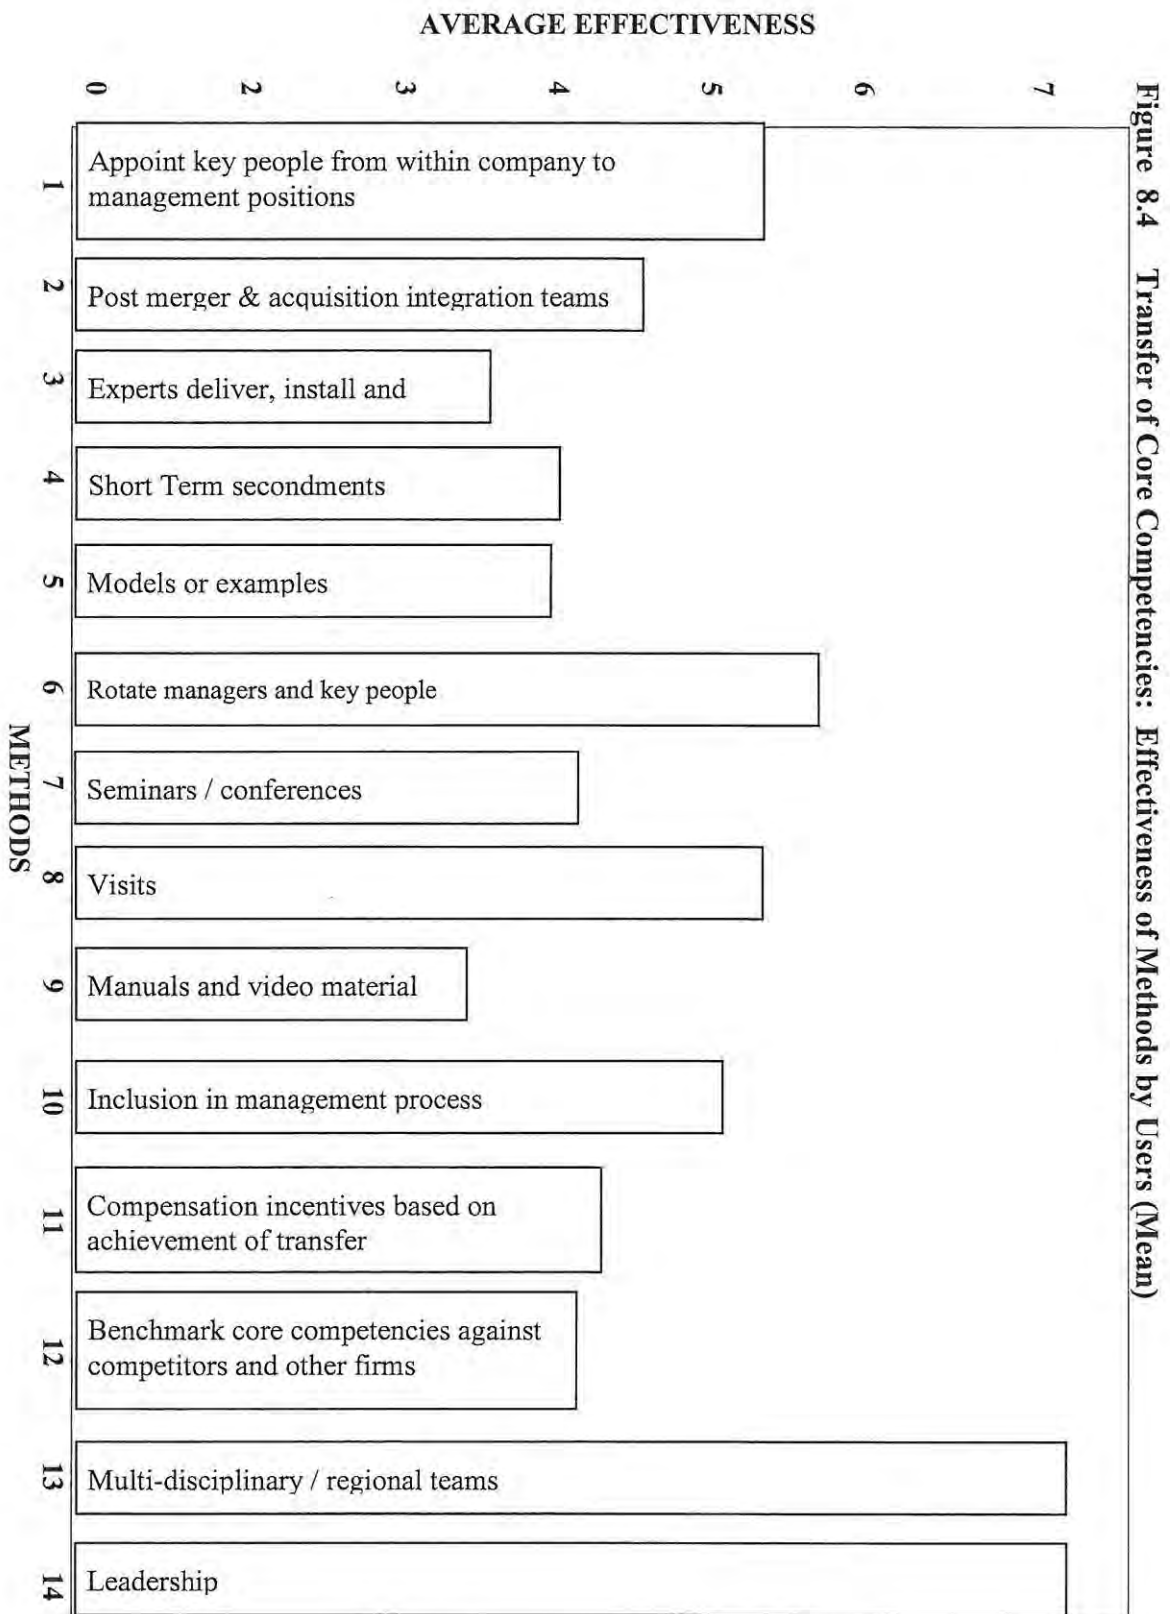 Figure 8.4 Transfer of Core Competencies: Effectiveness of Methods by Users (Mean)
AVERAGE EFFECTIVENESS
0
2
3
4
5
6
7
1
Appoint key people from within company to
management positions
2
Post merger & acquisition integration teams
3
Experts deliver, install and
4
Short Term secondments
5
Models or examples
6
Rotate managers and key people
7
Seminars / conferences
8
Visits
9
Manuals and video material
10
Inclusion in management process
11
Compensation incentives based on
achievement of transfer
12
Benchmark core competencies against
competitors and other firms
13
Multi-disciplinary / regional teams
14
Leadership
METHODS